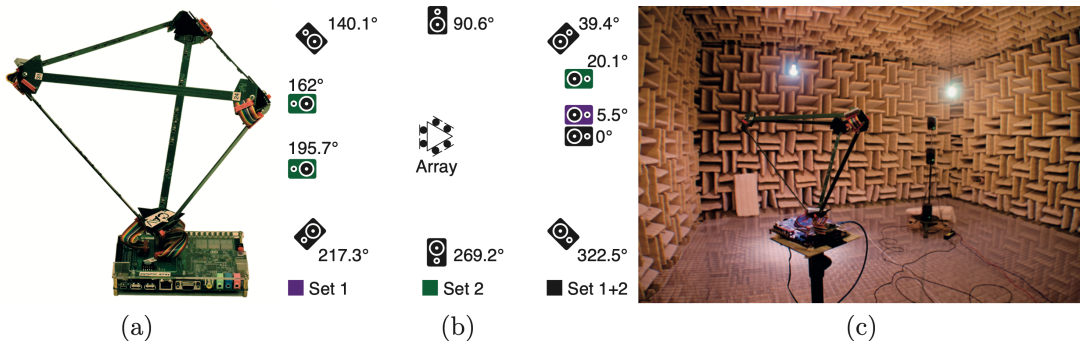 140.1°
90.6°
39.4°
20.1°
162°
5.5°
0°
195.7°
Array
217.3°
269.2°
322.5°
Set 1
Set 2
Set 1+2
(a)
(b)
(c)